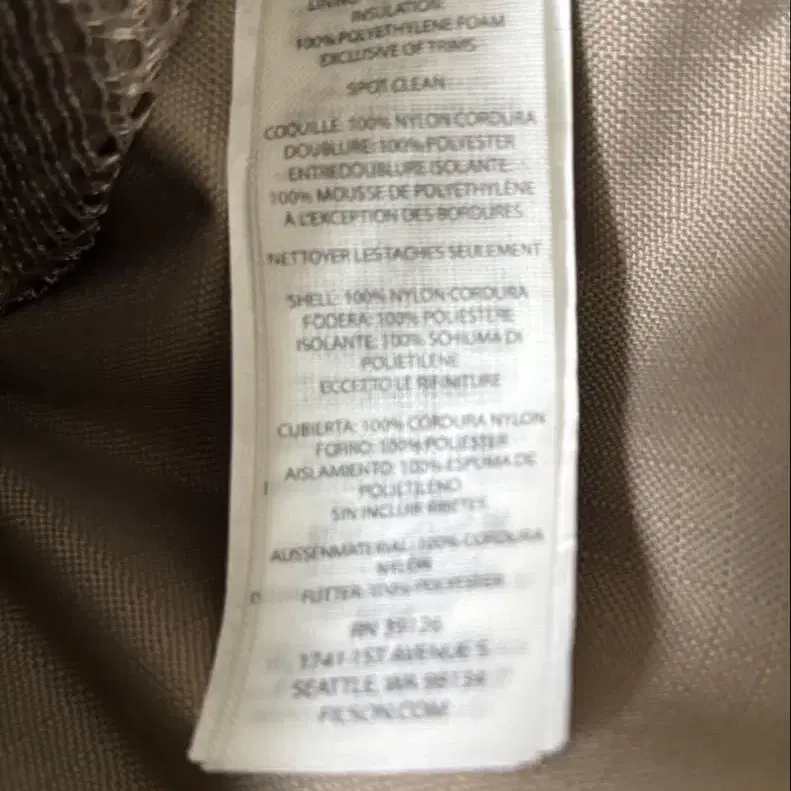 INSULATION:
100% POLYETHYLENE FOAM
EXCLUSIVE OF TRIMS
SPOT CLEAN
COQUILLE: 100% NYLON CORDURA
DOUBLURE: 100% POLYESTER
ENTREDOUBLURE ISOLANTE:
100% MOUSSE DE POLYETHYLÈNE
A L'EXCEPTION DES BORDURES
NETTOYER LES TACHES SEULEMENT
SHELL: 100% NYLON CORDURA
FODERA: 100% POLIESTERE
ISOLANTE: 100% SCHIUMA DI
POLIETILENE
ECCETTO LE RIFINITURE
CUBIERTA: 100% CORDURA NYLON
FORRO: 100% POLIESTER
AISLAMIENTO: 100% ESPUMA DE
POLIETILENO
SIN INCLUIR RIBETES
AUSSENMATERIAL: 100% CORDURA
NYLON
FUTTER: 100% POLYESTER
RN
1741 1ST AVENUE S
SEATTLE, WA 98134
FILSON.COM